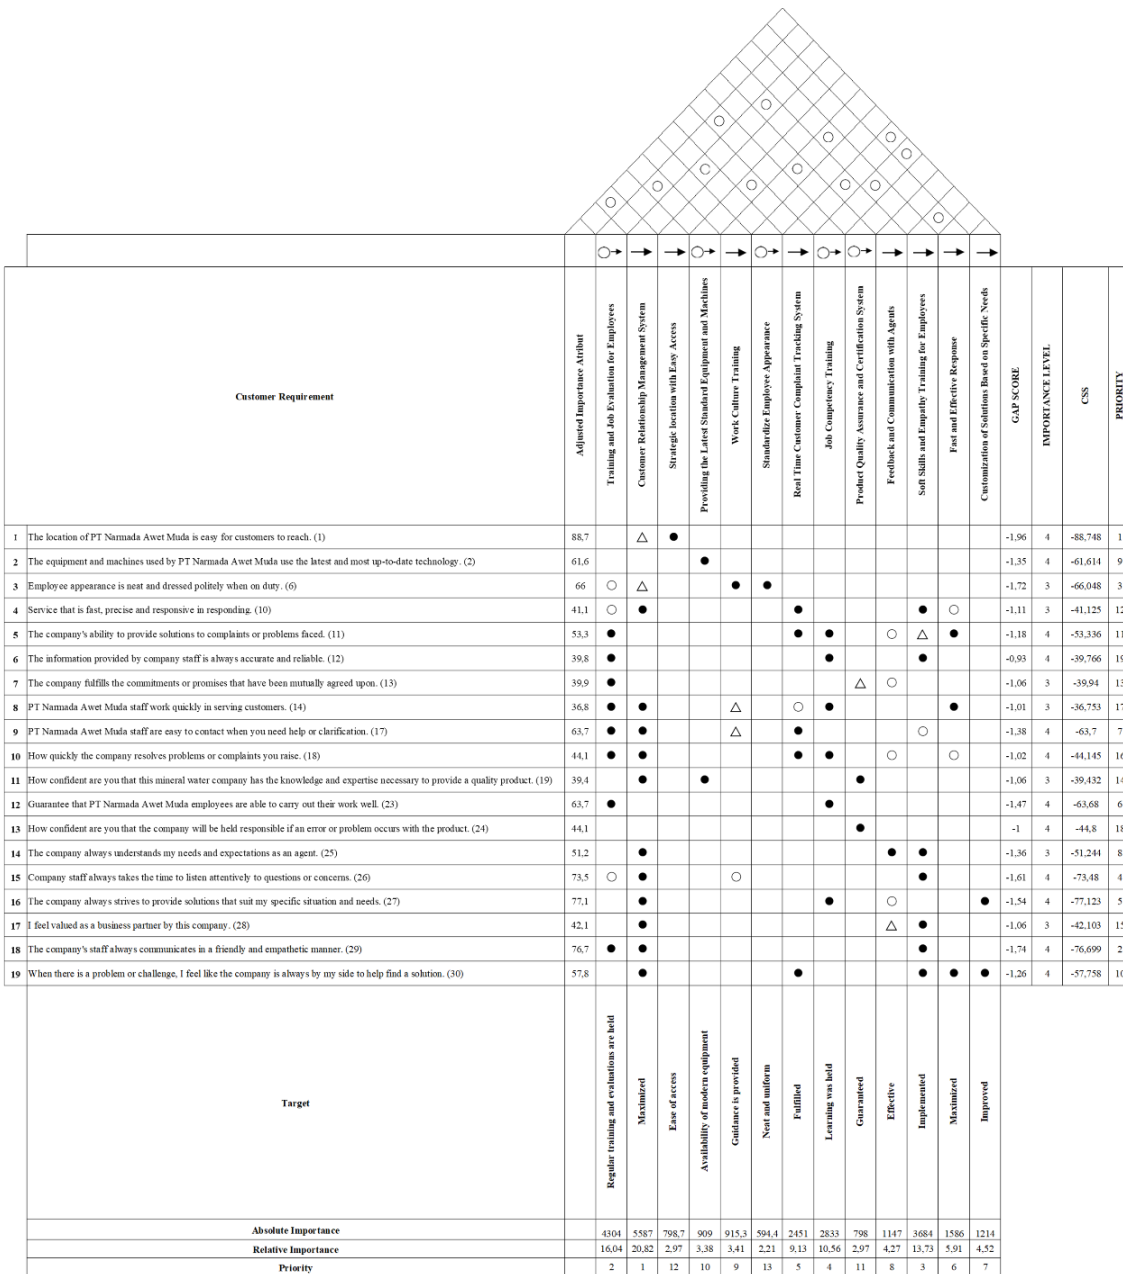 Customer Requirement
Adjusted Importance Atribut
Training and Job Evaluation for Employees
Customer Relationship Management System
Strategic location with Easy Access
Providing the Latest Standard Equipment and Machines
Work Culture Training
Standardize Employee Appearance
Real Time Customer Complaint Tracking System
Job Competency Training
Product Quality Assurance and Certification System
Feedback and Communication with Agents
Soft Skills and Empathy Training for Employees
Fast and Effective Response
Customization of Solutions Based on Specific Needs
GAP SCORE
IMPORTANCE LEVEL
CSS
PRIORITY
1 The location of PT Narmada Awet Muda is easy for customers to reach. (1) 88,7 -1,96 4 -88,748 1
2 The equipment and machines used by PT Narmada Awet Muda use the latest and most up-to-date technology. (2) 61,6 -1,35 4 -61,614 9
3 Employee appearance is neat and dressed politely when on duty. (6) 66 -1,72 3 -66,048 3
4 Service that is fast, precise and responsive in responding. (10) 41,1 -1,11 3 -41,125 12
5 The company's ability to provide solutions to complaints or problems faced. (11) 53,3 -1,18 4 -53,336 11
6 The information provided by company staff is always accurate and reliable. (12) 39,8 -0,93 4 -39,766 19
7 The company fulfills the commitments or promises that have been mutually agreed upon. (13) 39,9 -1,06 3 -39,94 13
8 PT Narmada Awet Muda staff work quickly in serving customers. (14) 36,8 -1,01 3 -36,753 17
9 PT Narmada Awet Muda staff are easy to contact when you need help or clarification. (17) 63,7 -1,38 4 -63,7 7
10 How quickly the company resolves problems or complaints you raise. (18) 44,1 -1,02 4 -44,145 16
11 How confident are you that this mineral water company has the knowledge and expertise necessary to provide a quality product. (19) 39,4 -1,06 3 -39,432 14
12 Guarantee that PT Narmada Awet Muda employees are able to carry out their work well. (23) 63,7 -1,47 4 -63,68 6
13 How confident are you that the company will be held responsible if an error or problem occurs with the product. (24) 44,1 -1 4 -44,8 18
14 The company always understands my needs and expectations as an agent. (25) 51,2 -1,36 3 -51,244 8
15 Company staff always takes the time to listen attentively to questions or concerns. (26) 73,5 -1,61 4 -73,48 4
16 The company always strives to provide solutions that suit my specific situation and needs. (27) 77,1 -1,54 4 -77,123 5
17 I feel valued as a business partner by this company. (28) 42,1 -1,06 3 -42,103 15
18 The company's staff always communicates in a friendly and empathetic manner. (29) 76,7 -1,74 4 -76,699 2
19 When there is a problem or challenge, I feel like the company is always by my side to help find a solution. (30) 57,8 -1,26 4 -57,758 10
Target
Regular training and evaluations are held
Maximized
Ease of access
Availability of modern equipment
Guidance is provided
Neat and uniform
Fulfilled
Learning was held
Guaranteed
Effective
Implemented
Maximized
Improved
Absolute Importance 4304 5587 798,7 909 915,3 594,4 2451 2833 798 1147 3684 1586 1214
Relative Importance 16,04 20,82 2,97 3,38 3,41 2,21 9,13 10,56 2,97 4,27 13,73 5,91 4,52
Priority 2 1 12 10 9 13 5 4 11 8 3 6 7